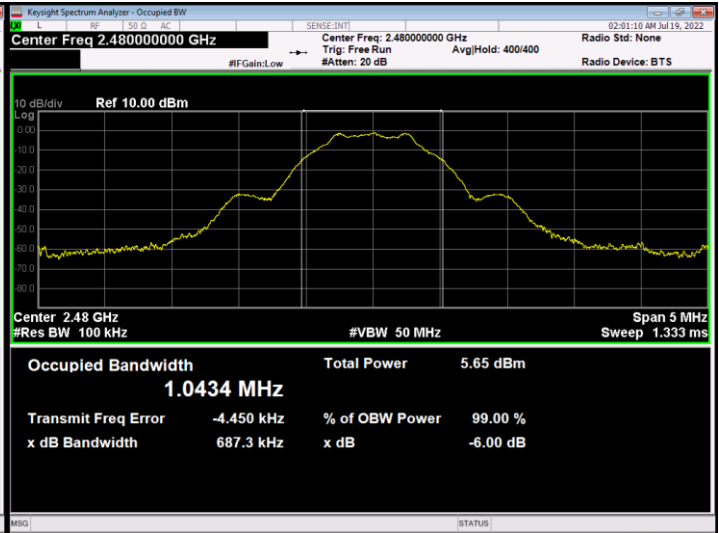 Keysight Spectrum Analyzer - Occupied BW
L RF 50 Ω AC SENSE:INT 02:01:10 AM Jul 19, 2022
Center Freq 2.480000000 GHz
Center Freq: 2.480000000 GHz
Radio Std: None
Trig: Free Run
Avg|Hold: 400/400
#IFGain:Low
#Atten: 20 dB
Radio Device: BTS
10 dB/div
Ref 10.00 dBm
Log
0.00
-10.0
-20.0
-30.0
-40.0
-50.0
-60.0
-70.0
-80.0
Center 2.48 GHz
Span 5 MHz
#Res BW 100 kHz
#VBW 50 MHz
Sweep 1.333 ms
Occupied Bandwidth
Total Power 5.65 dBm
1.0434 MHz
Transmit Freq Error -4.450 kHz
% of OBW Power 99.00 %
x dB Bandwidth 687.3 kHz
x dB -6.00 dB
MSG
STATUS